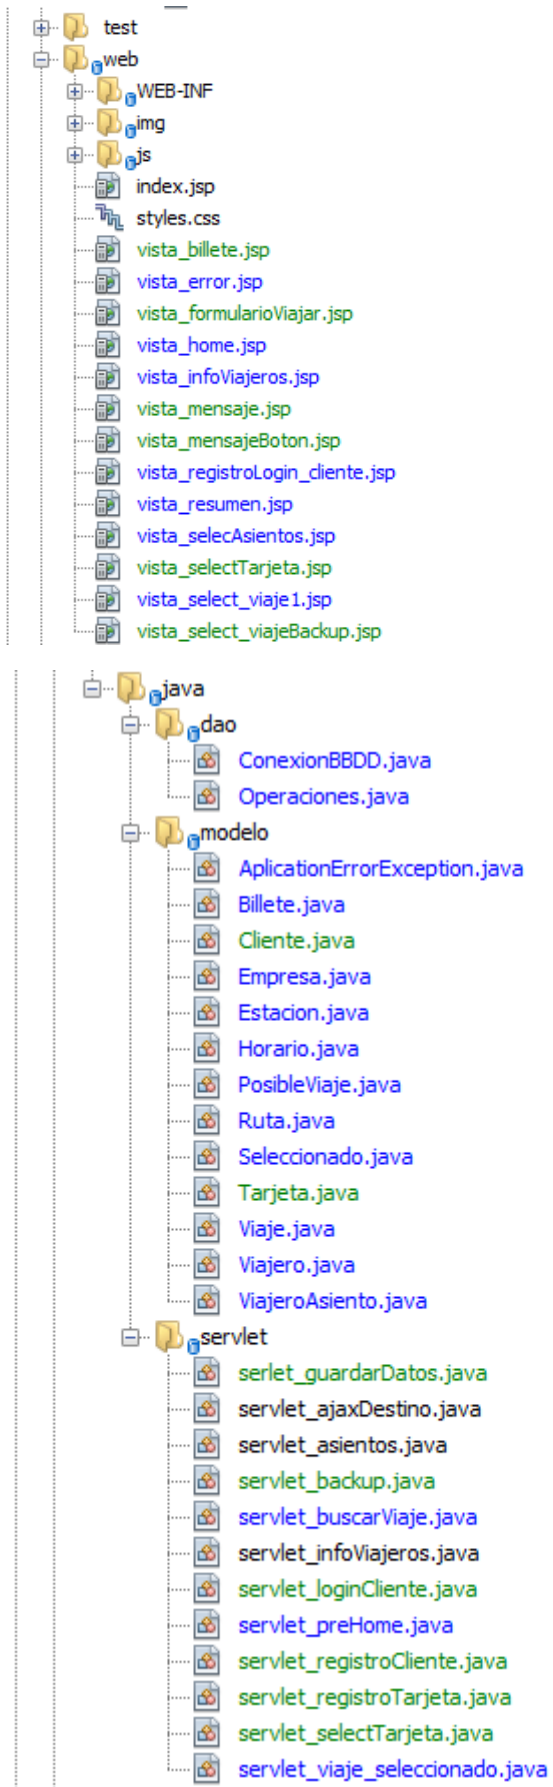 test
web
WEB-INF
img
js
index.jsp
styles.css
vista_billete.jsp
vista_error.jsp
vista_formularioViajar.jsp
vista_home.jsp
vista_infoViajeros.jsp
vista_mensaje.jsp
vista_mensajeBoton.jsp
vista_registroLogin_cliente.jsp
vista_resumen.jsp
vista_selecAsientos.jsp
vista_selectTarjeta.jsp
vista_select_viaje1.jsp
vista_select_viajeBackup.jsp
java
dao
ConexionBBDD.java
Operaciones.java
modelo
AplicationErrorException.java
Billete.java
Cliente.java
Empresa.java
Estacion.java
Horario.java
PosibleViaje.java
Ruta.java
Seleccionado.java
Tarjeta.java
Viaje.java
Viajero.java
ViajeroAsiento.java
servlet
serlet_guardarDatos.java
servlet_ajaxDestino.java
servlet_asientos.java
servlet_backup.java
servlet_buscarViaje.java
servlet_infoViajeros.java
servlet_loginCliente.java
servlet_preHome.java
servlet_registroCliente.java
servlet_registroTarjeta.java
servlet_selectTarjeta.java
servlet_viaje_seleccionado.java